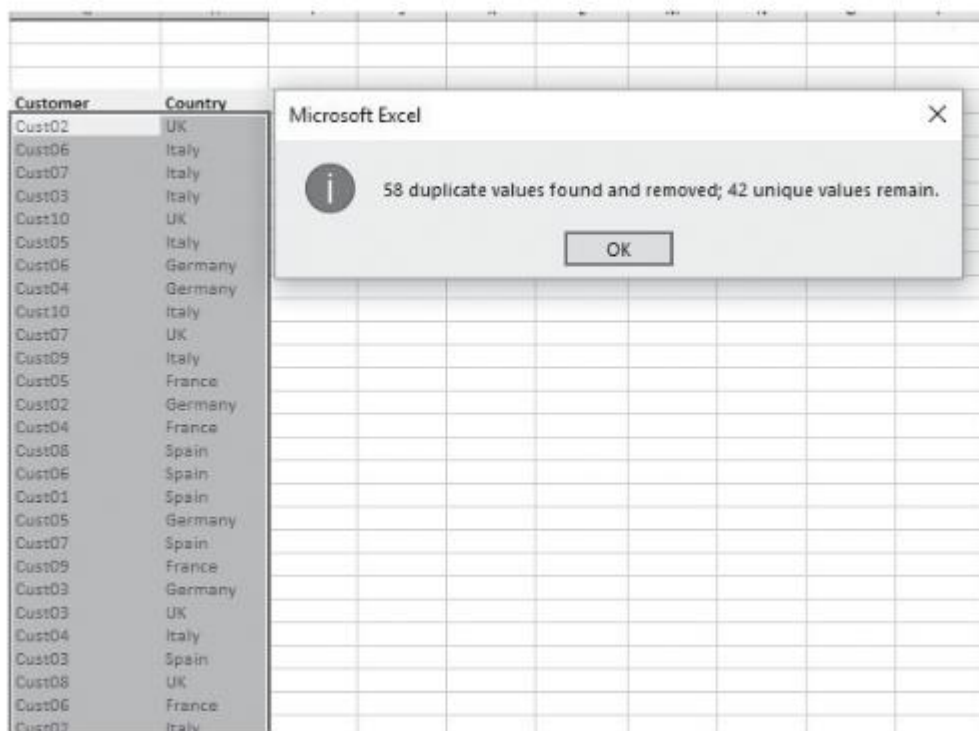 Customer Country
Cust02 UK
Cust06 Italy
Cust07 Italy
Cust03 Italy
Cust10 UK
Cust05 Italy
Cust06 Germany
Cust04 Germany
Cust10 Italy
Cust07 UK
Cust09 Italy
Cust05 France
Cust02 Germany
Cust04 France
Cust08 Spain
Cust06 Spain
Cust01 Spain
Cust05 Germany
Cust07 Spain
Cust09 France
Cust03 Germany
Cust03 UK
Cust04 Italy
Cust03 Spain
Cust08 UK
Cust06 France
Italy
Microsoft Excel
58 duplicate values found and removed; 42 unique values remain.
OK